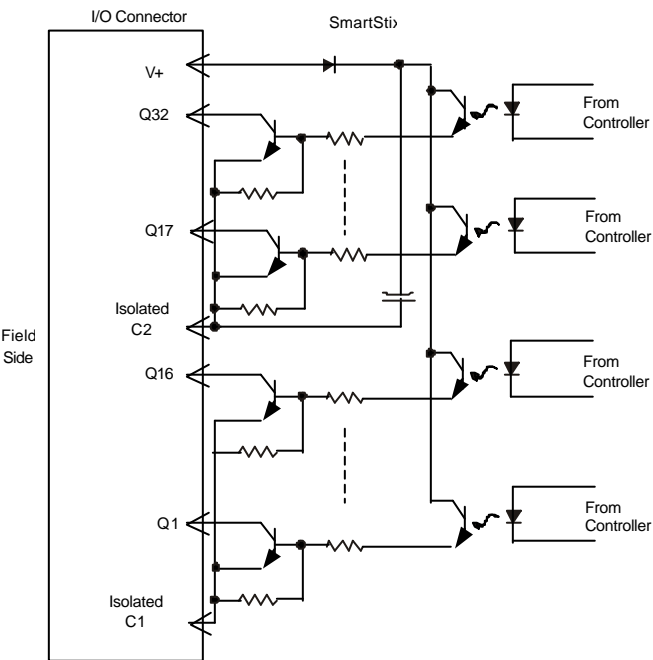 I/O Connector
SmartStix
V+
Q32
From
Controller
Q17
From
Controller
Isolated
C2
Field
Side
Q16
From
Controller
Q1
From
Controller
Isolated
C1